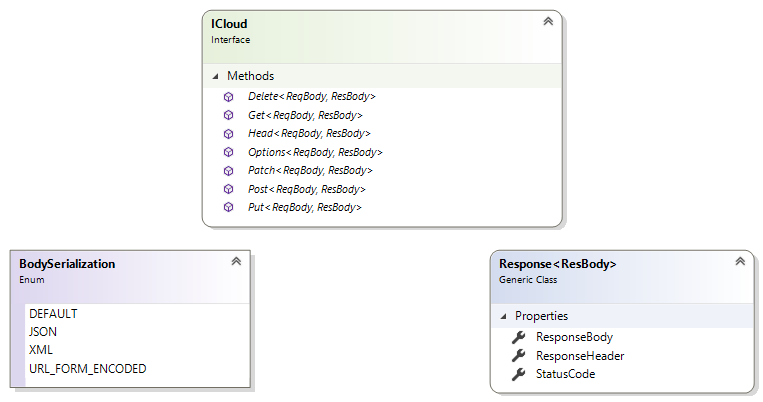 ICloud
Interface
Methods
Delete<ReqBody, ResBody>
Get<ReqBody, ResBody>
Head<ReqBody, ResBody>
Options<ReqBody, ResBody>
Patch<ReqBody, ResBody>
Post<ReqBody, ResBody>
Put<ReqBody, ResBody>
BodySerialization
Enum
DEFAULT
JSON
XML
URL_FORM_ENCODED
Response<ResBody>
Generic Class
Properties
ResponseBody
ResponseHeader
StatusCode